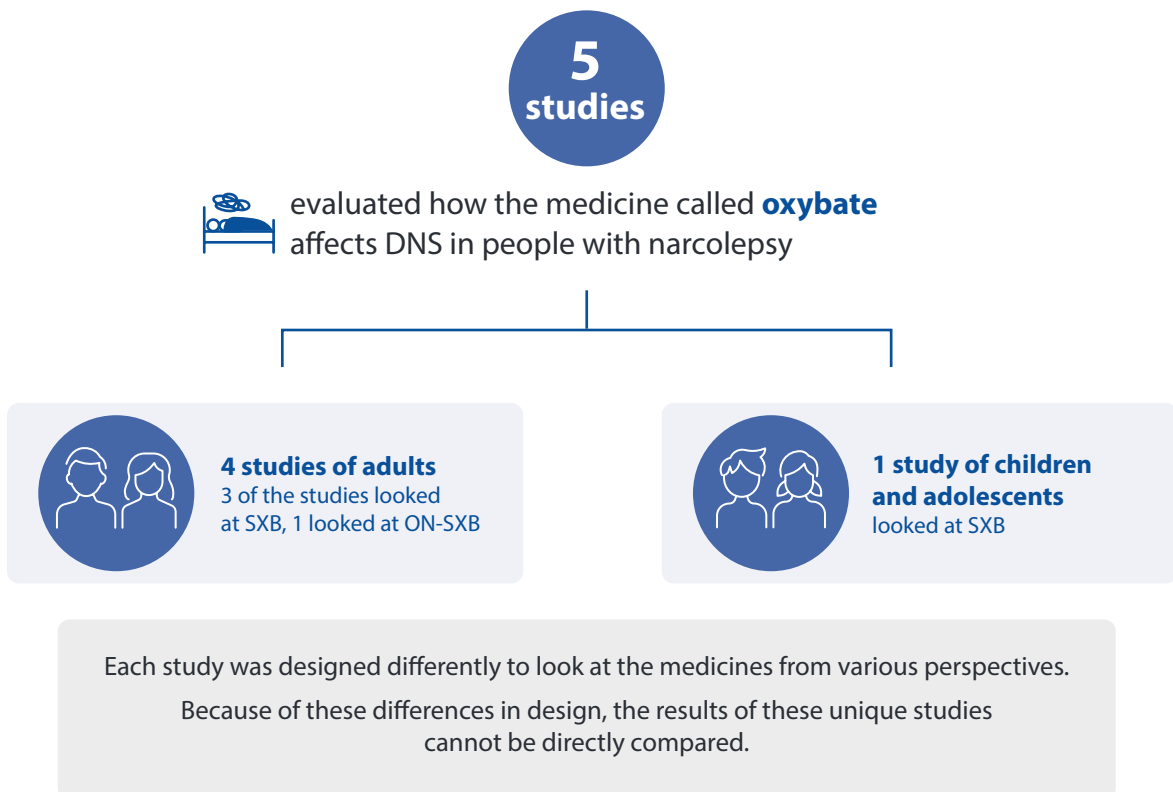 5
studies
evaluated how the medicine called oxybate
affects DNS in people with narcolepsy
4 studies of adults
3 of the studies looked
at SXB, 1 looked at ON-SXB
1 study of children
and adolescents
looked at SXB
Each study was designed differently to look at the medicines from various perspectives.
Because of these differences in design, the results of these unique studies
cannot be directly compared.